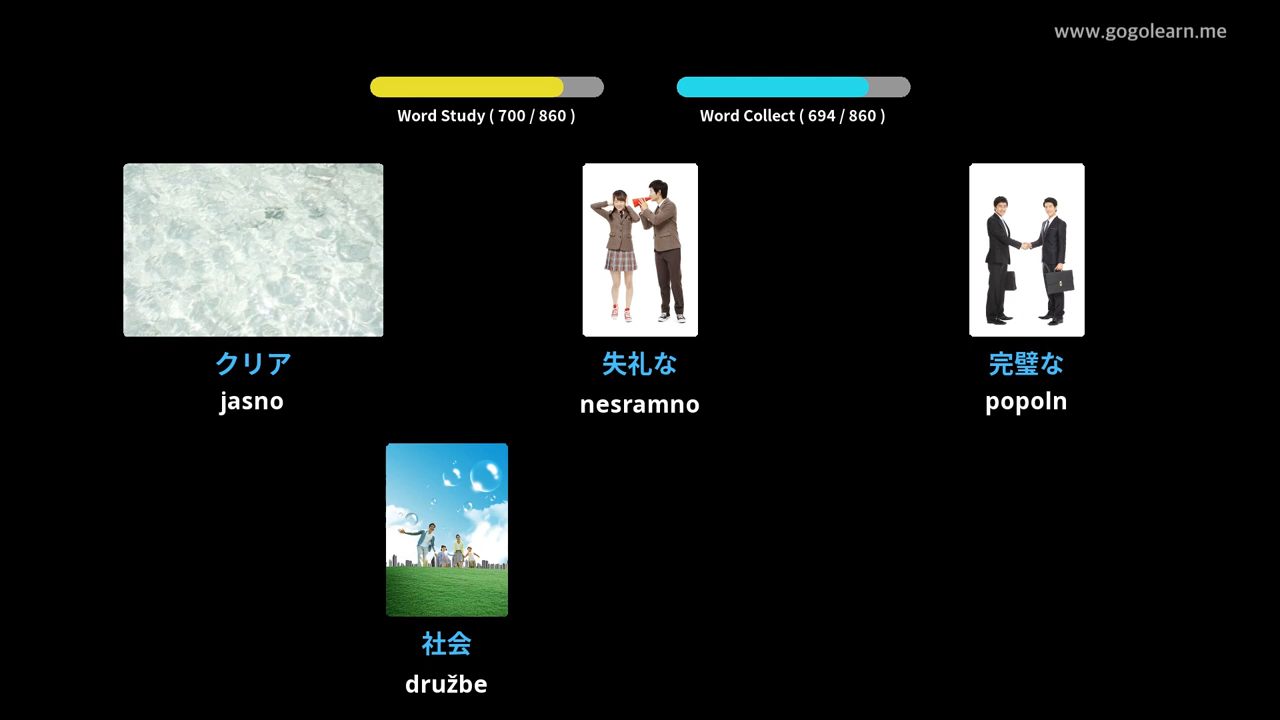 www.gogolearn.me
Word Study ( 700 / 860 )
Word Collect ( 694 / 860 )
クリア
jasno
失礼な
nesramno
完璧な
popoln
社会
družbe